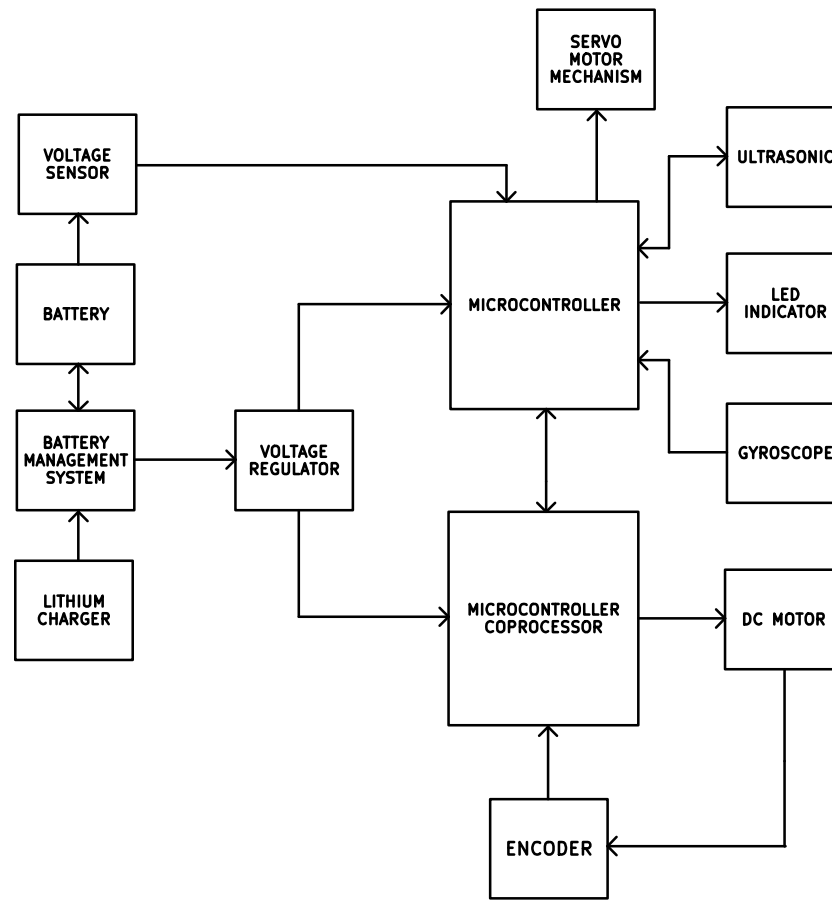 SERVO
MOTOR
MECHANISM
VOLTAGE
SENSOR
ULTRASONIC
BATTERY
MICROCONTROLLER
LED
INDICATOR
BATTERY
MANAGEMENT
SYSTEM
VOLTAGE
REGULATOR
GYROSCOPE
LITHIUM
CHARGER
MICROCONTROLLER
COPROCESSOR
DC MOTOR
ENCODER